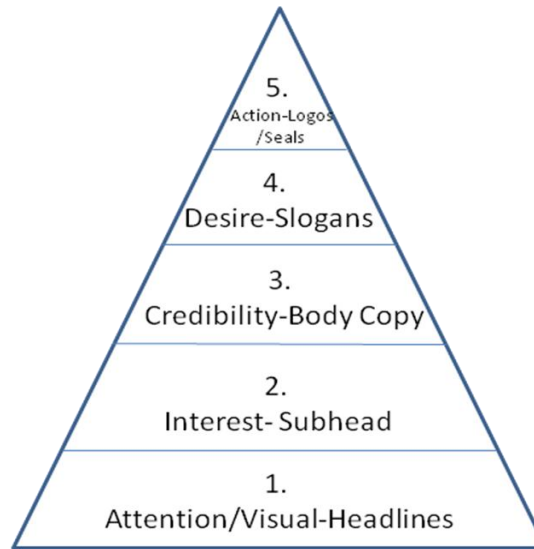 5.
Action-Logos
/Seals
4.
Desire-Slogans
3.
Credibility-Body Copy
2.
Interest- Subhead
1.
Attention/Visual-Headlines